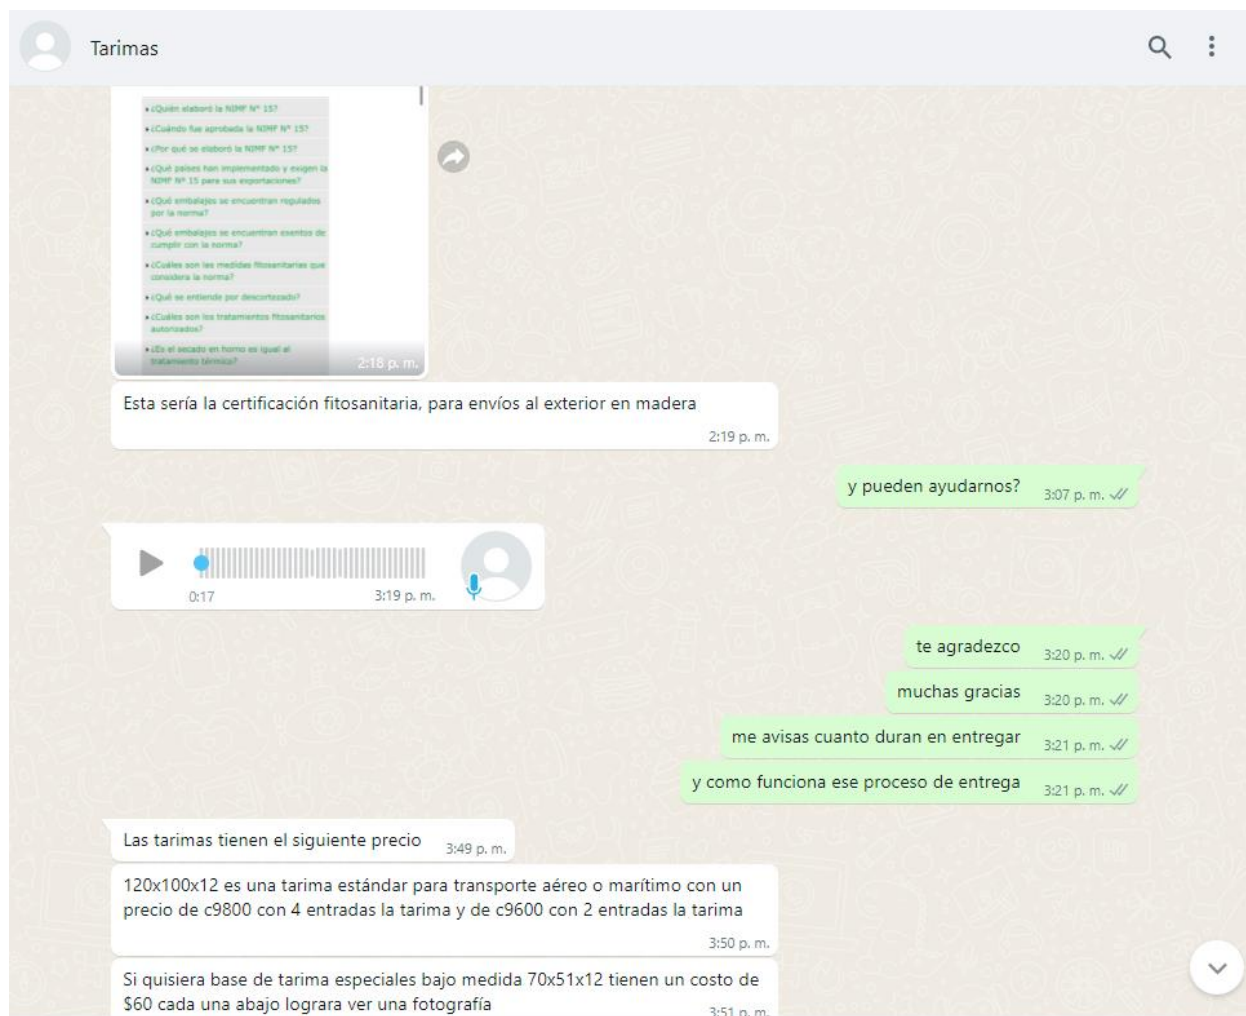 Tarimas
¿Quién elaboró la NIMF Nº 15?
¿Cuándo fue aprobada la NIMF Nº 15?
¿Por qué se elaboró la NIMF Nº 15?
¿Qué países han implementado y exigen la
NIMF Nº 15 para sus exportaciones?
¿Qué embalajes se encuentran regulados
por la norma?
¿Qué embalajes se encuentran exentos de
cumplir con la norma?
¿Cuáles son las medidas fitosanitarias que
considera la norma?
¿Qué se entiende por descortezado?
¿Cuáles son los tratamientos fitosanitarios
autorizados?
¿Es el secado en horno es igual al
tratamiento térmico?
2:18 p. m.
Esta sería la certificación fitosanitaria, para envíos al exterior en madera
2:19 p. m.
y pueden ayudarnos? 3:07 p. m.
0:17 3:19 p. m.
te agradezco 3:20 p. m.
muchas gracias 3:20 p. m.
me avisas cuanto duran en entregar 3:21 p. m.
y como funciona ese proceso de entrega 3:21 p. m.
Las tarimas tienen el siguiente precio 3:49 p. m.
120x100x12 es una tarima estándar para transporte aéreo o marítimo con un
precio de c9800 con 4 entradas la tarima y de c9600 con 2 entradas la tarima
3:50 p. m.
Si quisiera base de tarima especiales bajo medida 70x51x12 tienen un costo de
$60 cada una abajo lograra ver una fotografía 3:51 p. m.